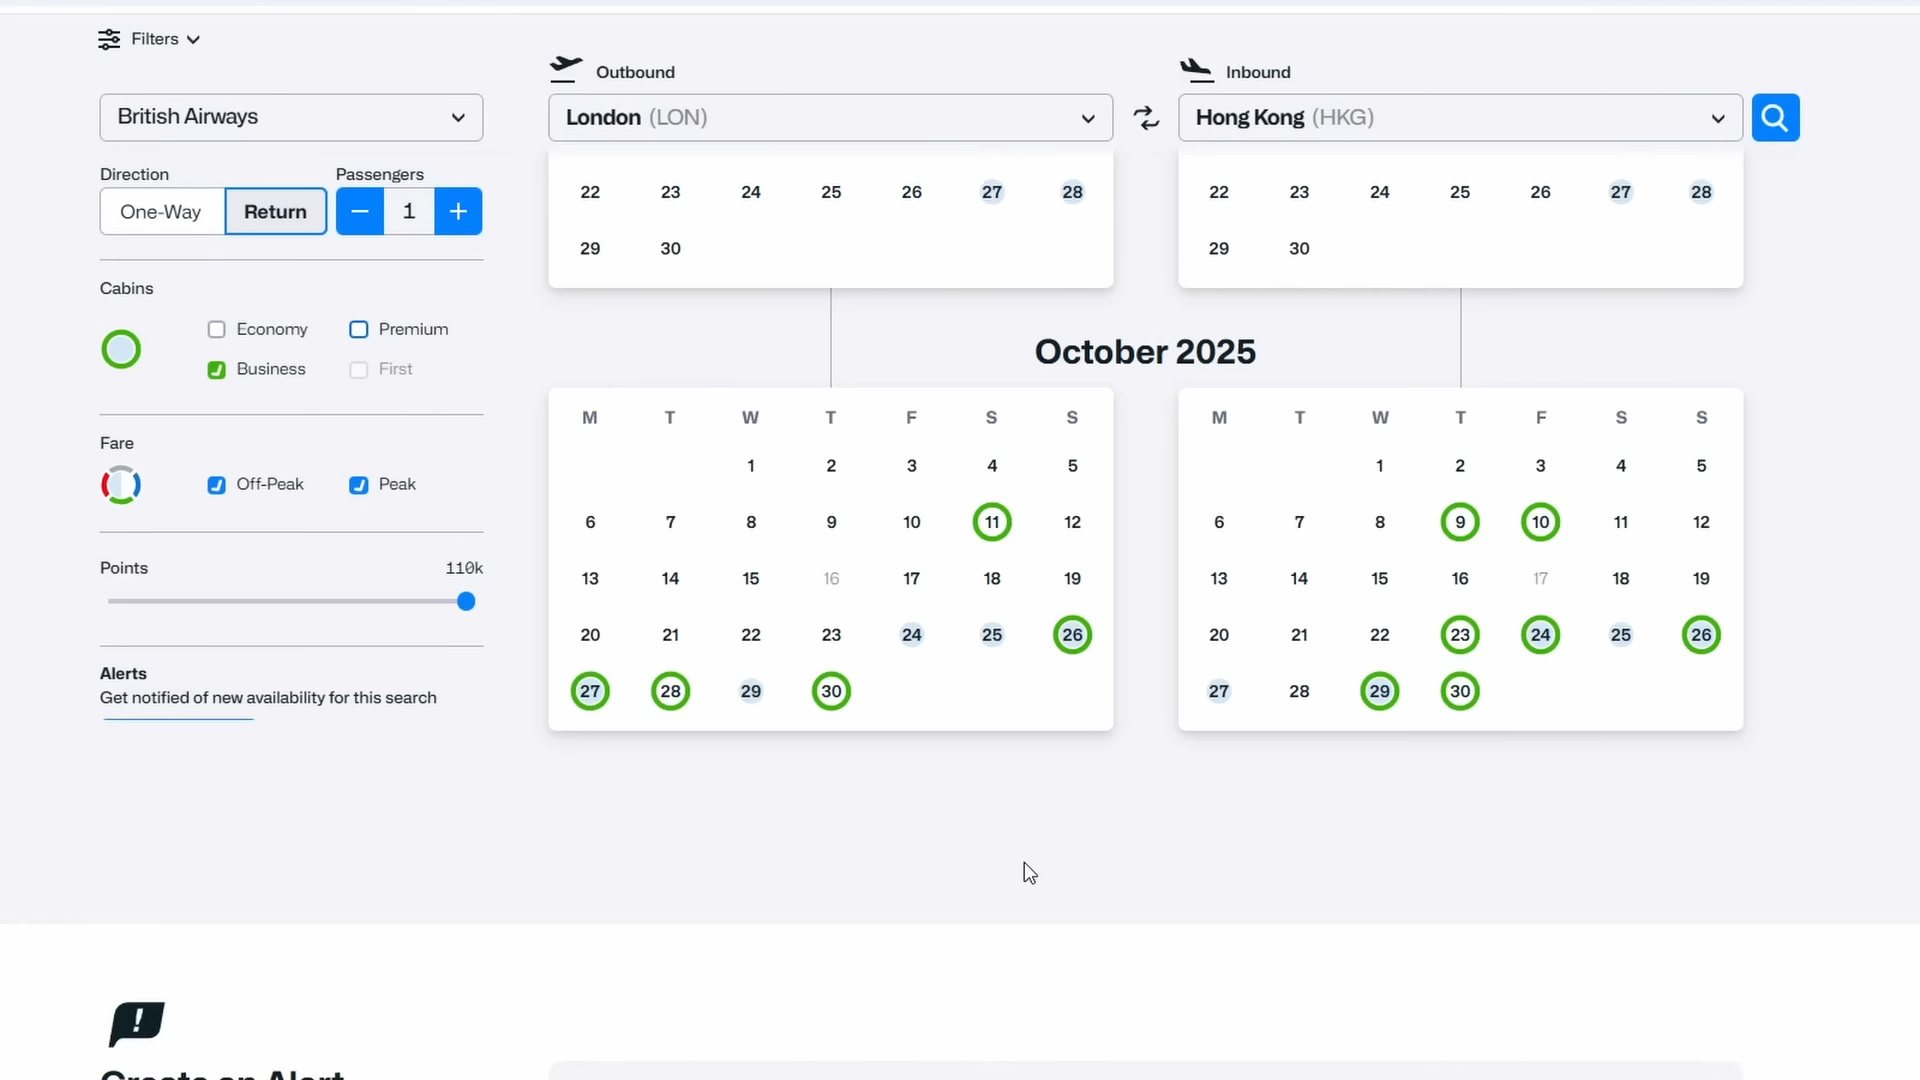 Filters
British Airways
Direction
Passengers
One-Way
Return
1
Cabins
Economy
Premium
Business
First
Fare
Off-Peak
Peak
Points
110k
Alerts
Get notified of new availability for this search
Outbound
Inbound
London (LON)
Hong Kong (HKG)
22 23 24 25 26 27 28
29 30
22 23 24 25 26 27 28
29 30
October 2025
M T W T F S S
1 2 3 4 5
6 7 8 9 10 11 12
13 14 15 16 17 18 19
20 21 22 23 24 25 26
27 28 29 30
M T W T F S S
1 2 3 4 5
6 7 8 9 10 11 12
13 14 15 16 17 18 19
20 21 22 23 24 25 26
27 28 29 30
!
Create an Alert